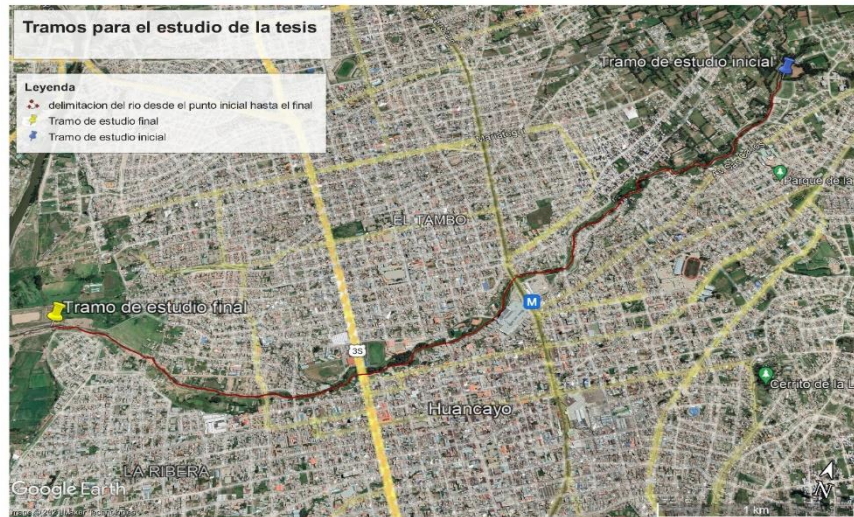 Tramos para el estudio de la tesis
Leyenda
delimitacion del rio desde el punto inicial hasta el final
Tramo de estudio final
Tramo de estudio inicial
Tramo de estudio inicial
Parque de la
EL TAMBO
Tramo de estudio final
M
3S
Cerrito de la L
Huancayo
LA RIBERA
Google Earth
N
1 km